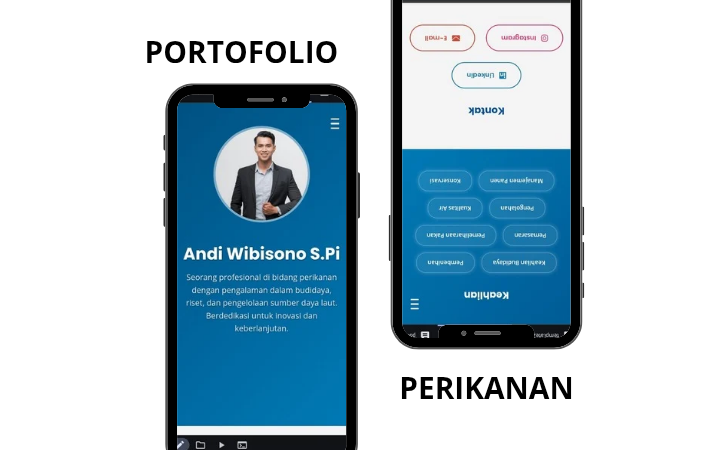 PORTOFOLIO
Andi Wibisono S.Pi
Seorang profesional di bidang perikanan
dengan pengalaman dalam budidaya,
riset, dan pengelolaan sumber daya laut.
Berdedikasi untuk inovasi dan
keberlanjutan.
Keahlian
Keahlian Budidaya
Pembenihan
Pemasaran
Pemeliharaan Pakan
Pengolahan
Kualitas Air
Manajemen Panen
Konservasi
Kontak
LinkedIn
Instagram
E-mail
PERIKANAN